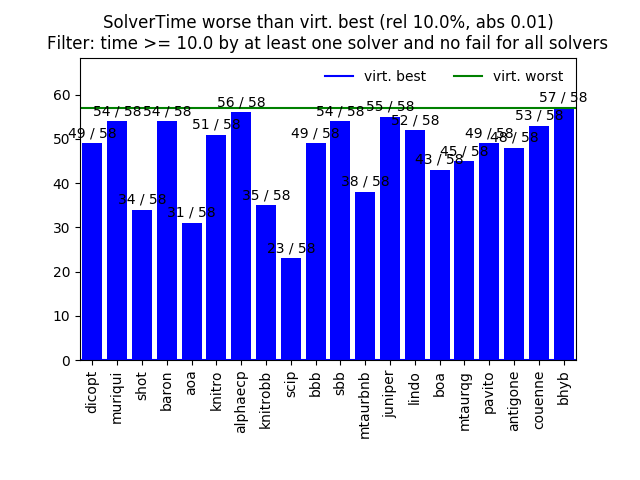 SolverTime worse than virt. best (rel 10.0%, abs 0.01)
Filter: time >= 10.0 by at least one solver and no fail for all solvers
virt. best
virt. worst
60
50
40
30
20
10
0
49 / 58
54 / 58
34 / 58
54 / 58
31 / 58
51 / 58
56 / 58
35 / 58
23 / 58
49 / 58
54 / 58
38 / 58
55 / 58
52 / 58
43 / 58
45 / 58
49 / 58
48 / 58
53 / 58
57 / 58
dicopt
muriqui
shot
baron
aoa
knitro
alphaecp
knitrobb
scip
bbb
sbb
mtaurbnb
juniper
lindo
boa
mtaurqg
pavito
antigone
couenne
bhyb